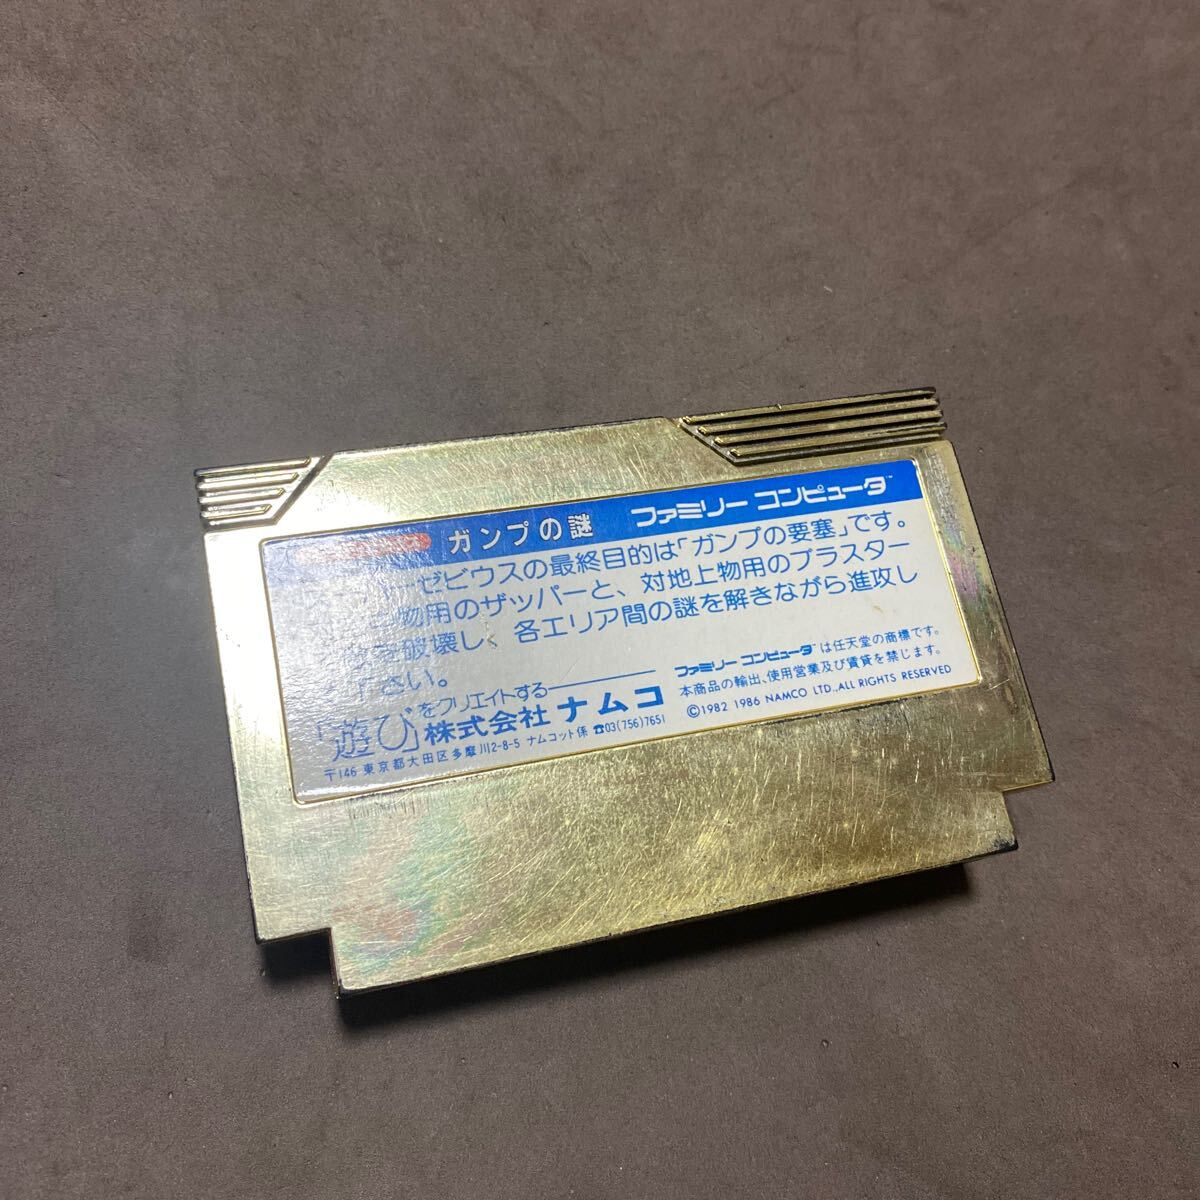 ガンプの謎 ファミリー コンピュータ™
ゼビウスの最終目的は「ガンプの要塞」です。
物用のザッパーと、対地上物用のブラスター
を破壊し、各エリア間の謎を解きながら進攻し
下さい。
「遊び」をクリエイトする
株式会社 ナムコ
〒146 東京都大田区多摩川2-8-5 ナムコット係 ☎03(756)7651
ファミリー コンピュータ™は任天堂の商標です。
本商品の輸出、使用営業及び賃貸を禁じます。
©1982 1986 NAMCO LTD.,ALL RIGHTS RESERVED